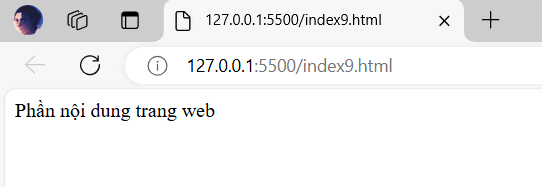 127.0.0.1:5500/index9.html
127.0.0.1:5500/index9.html
Phần nội dung trang web